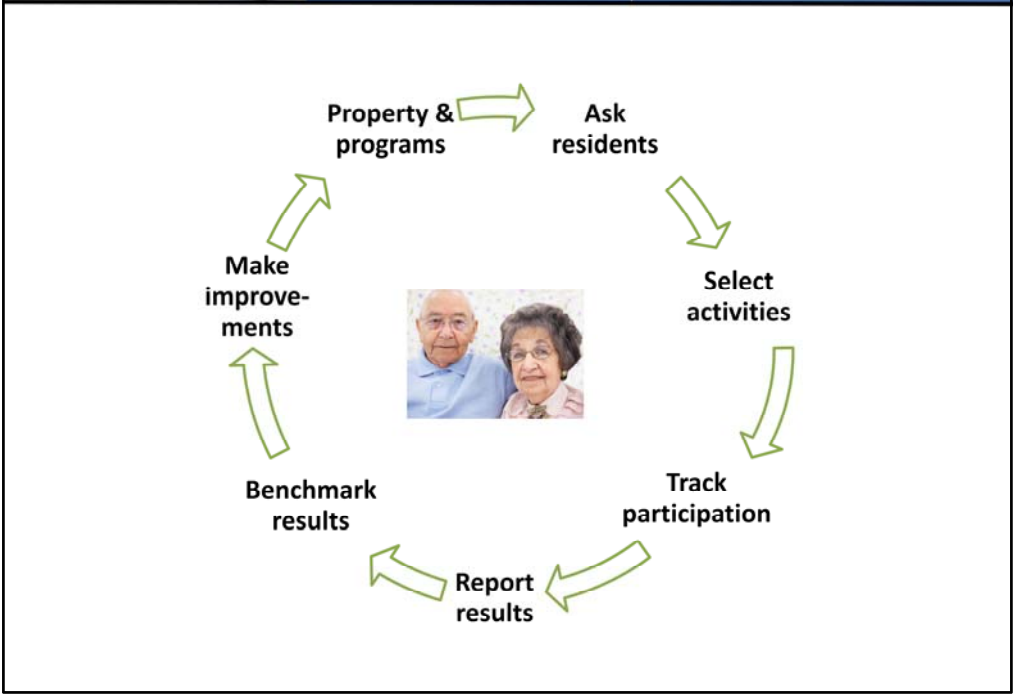 Property &
programs
Ask
residents
Select
activities
Track
participation
Report
results
Benchmark
results
Make
improve-
ments